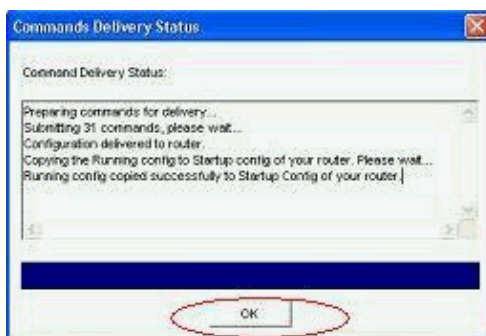 Commands Delivery Status
Command Delivery Status:
Preparing commands for delivery...
Submitting 31 commands, please wait...
Configuration delivered to router.
Copying the Running config to Startup config of your router. Please wait...
Running config copied successfully to Startup Config of your router.
OK